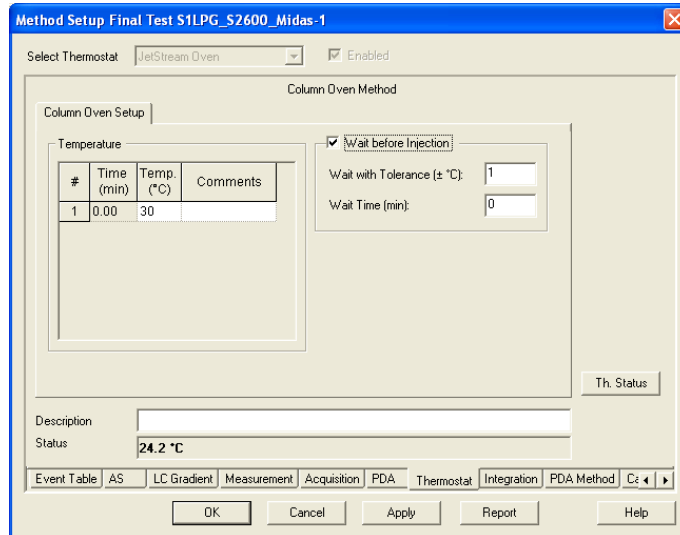 Method Setup Final Test S1LPG_S2600_Midas-1
Select Thermostat JetStream Oven Enabled
Column Oven Method
Column Oven Setup
Temperature
# Time (min) Temp. (°C) Comments
1 0.00 30
Wait before Injection
Wait with Tolerance (± °C): 1
Wait Time (min): 0
Th. Status
Description
Status 24.2 °C
Event Table AS LC Gradient Measurement Acquisition PDA Thermostat Integration PDA Method
OK Cancel Apply Report Help